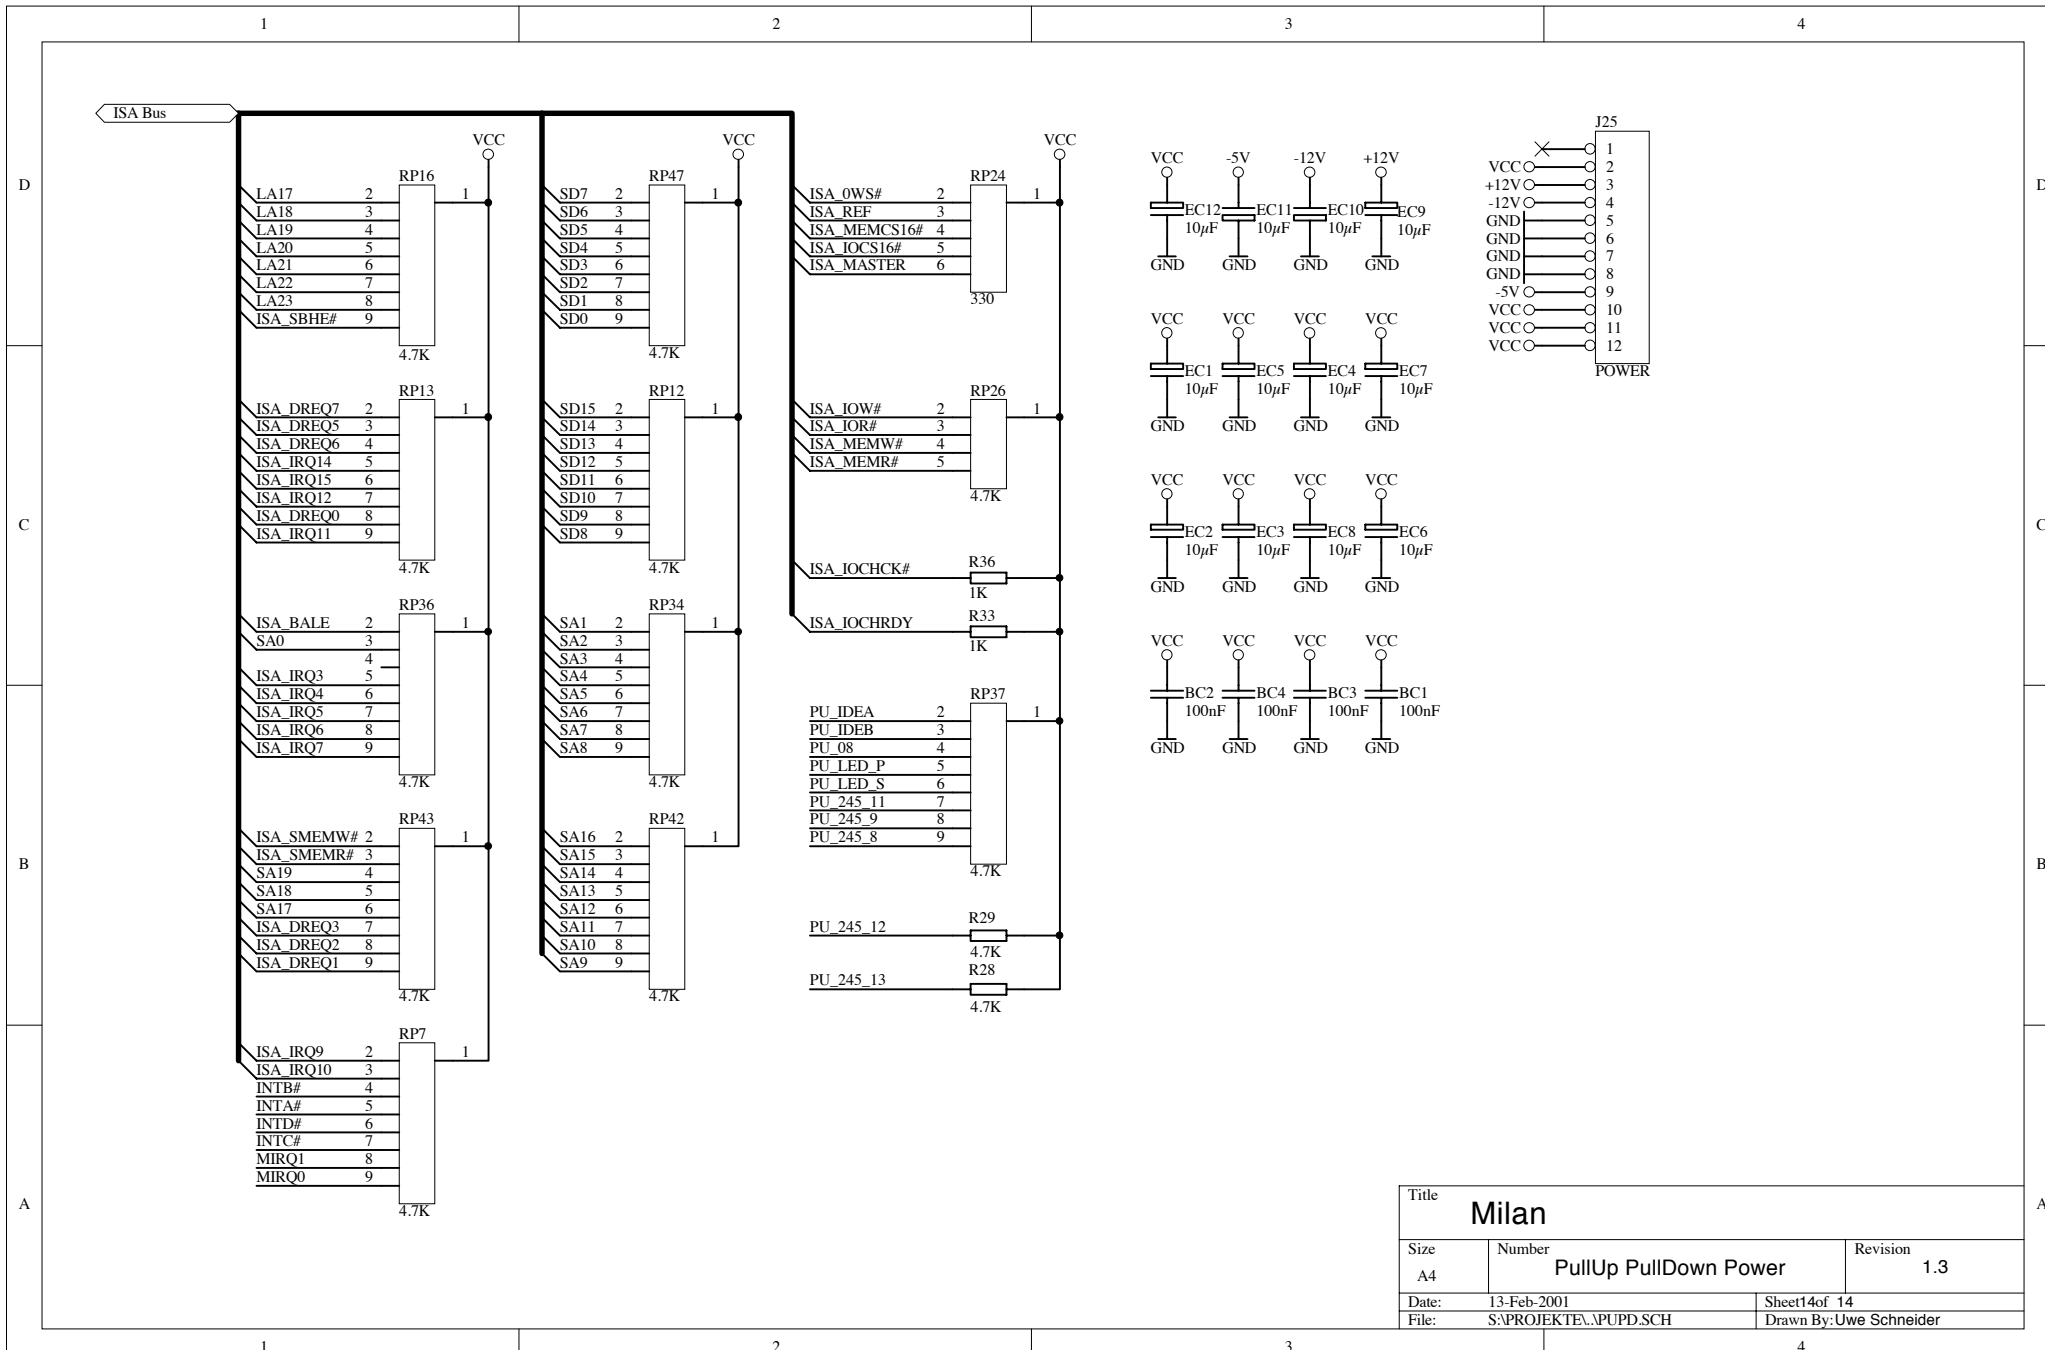 1 2 3 4
D D
C C
B B
A A
ISA Bus
VCC
RP16
LA17 2 1
LA18 3
LA19 4
LA20 5
LA21 6
LA22 7
LA23 8
ISA_SBHE# 9
4.7K
RP13
ISA_DREQ7 2 1
ISA_DREQ5 3
ISA_DREQ6 4
ISA_IRQ14 5
ISA_IRQ15 6
ISA_IRQ12 7
ISA_DREQ0 8
ISA_IRQ11 9
4.7K
RP36
ISA_BALE 2 1
SA0 3
4
ISA_IRQ3 5
ISA_IRQ4 6
ISA_IRQ5 7
ISA_IRQ6 8
ISA_IRQ7 9
4.7K
RP43
ISA_SMEMW# 2 1
ISA_SMEMR# 3
SA19 4
SA18 5
SA17 6
ISA_DREQ3 7
ISA_DREQ2 8
ISA_DREQ1 9
4.7K
RP7
ISA_IRQ9 2 1
ISA_IRQ10 3
INTB# 4
INTA# 5
INTD# 6
INTC# 7
MIRQ1 8
MIRQ0 9
4.7K
VCC
RP47
SD7 2 1
SD6 3
SD5 4
SD4 5
SD3 6
SD2 7
SD1 8
SD0 9
4.7K
RP12
SD15 2 1
SD14 3
SD13 4
SD12 5
SD11 6
SD10 7
SD9 8
SD8 9
4.7K
RP34
SA1 2 1
SA2 3
SA3 4
SA4 5
SA5 6
SA6 7
SA7 8
SA8 9
4.7K
RP42
SA16 2 1
SA15 3
SA14 4
SA13 5
SA12 6
SA11 7
SA10 8
SA9 9
4.7K
VCC
RP24
ISA_0WS# 2 1
ISA_REF 3
ISA_MEMCS16# 4
ISA_IOCS16# 5
ISA_MASTER 6
330
RP26
ISA_IOW# 2 1
ISA_IOR# 3
ISA_MEMW# 4
ISA_MEMR# 5
4.7K
ISA_IOCHCK# R36
1K
ISA_IOCHRDY R33
1K
RP37
PU_IDEA 2 1
PU_IDEB 3
PU_08 4
PU_LED_P 5
PU_LED_S 6
PU_245_11 7
PU_245_9 8
PU_245_8 9
4.7K
PU_245_12 R29
4.7K
PU_245_13 R28
4.7K
VCC -5V -12V +12V
EC12 EC11 EC10 EC9
10µF 10µF 10µF 10µF
GND GND GND GND
VCC VCC VCC VCC
EC1 EC5 EC4 EC7
10µF 10µF 10µF 10µF
GND GND GND GND
VCC VCC VCC VCC
EC2 EC3 EC8 EC6
10µF 10µF 10µF 10µF
GND GND GND GND
VCC VCC VCC VCC
BC2 BC4 BC3 BC1
100nF 100nF 100nF 100nF
GND GND GND GND
J25
1
VCC 2
+12V 3
-12V 4
GND 5
GND 6
GND 7
GND 8
-5V 9
VCC 10
VCC 11
VCC 12
POWER
Title
Milan
Size Number Revision
A4 PullUp PullDown Power 1.3
Date: 13-Feb-2001 Sheet14of 14
File: S:\PROJEKTE\..\PUPD.SCH Drawn By:Uwe Schneider
1 2 3 4